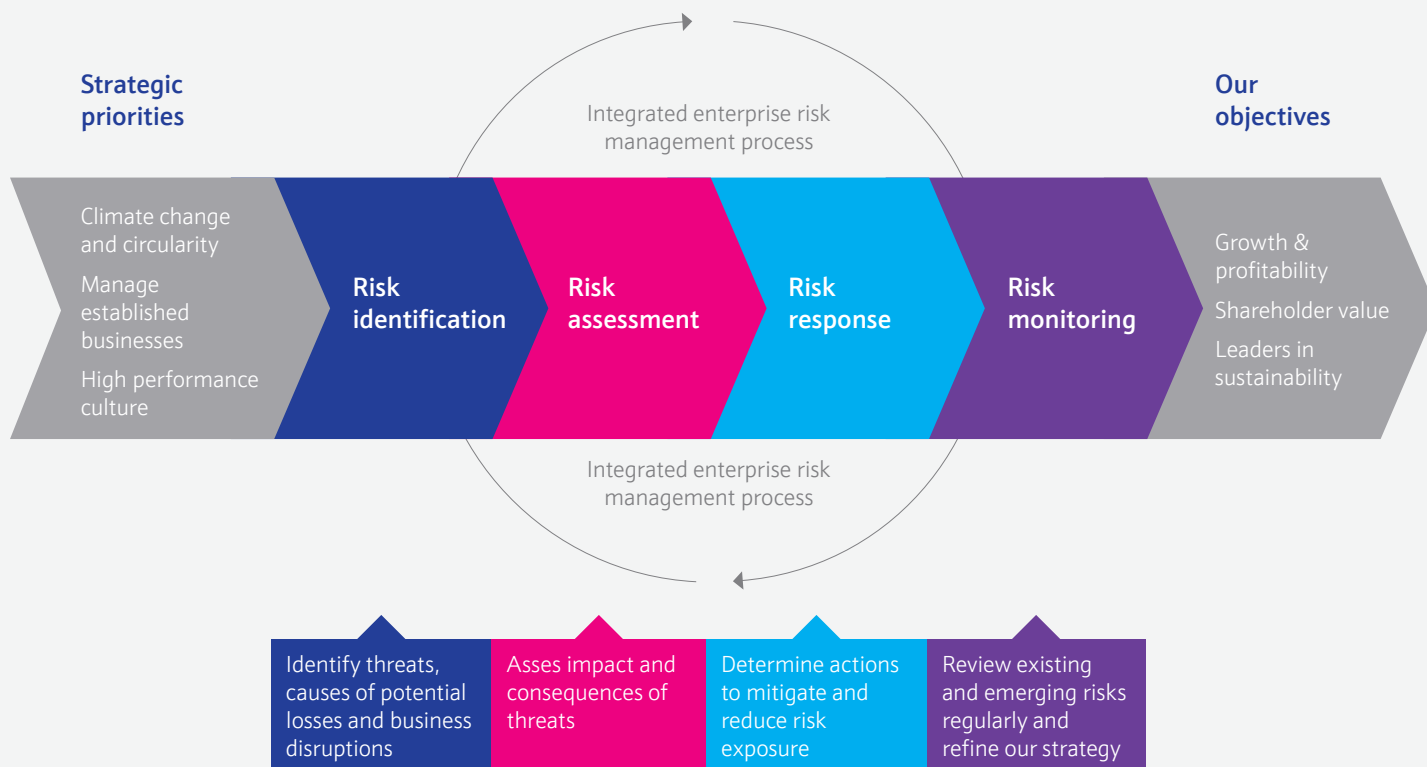 Strategic
priorities
Integrated enterprise risk
management process
Our
objectives
Climate change
and circularity
Manage
established
businesses
High performance
culture
Risk
identification
Risk
assessment
Risk
response
Risk
monitoring
Growth &
profitability
Shareholder value
Leaders in
sustainability
Integrated enterprise risk
management process
Identify threats,
causes of potential
losses and business
disruptions
Asses impact and
consequences of
threats
Determine actions
to mitigate and
reduce risk
exposure
Review existing
and emerging risks
regularly and
refine our strategy